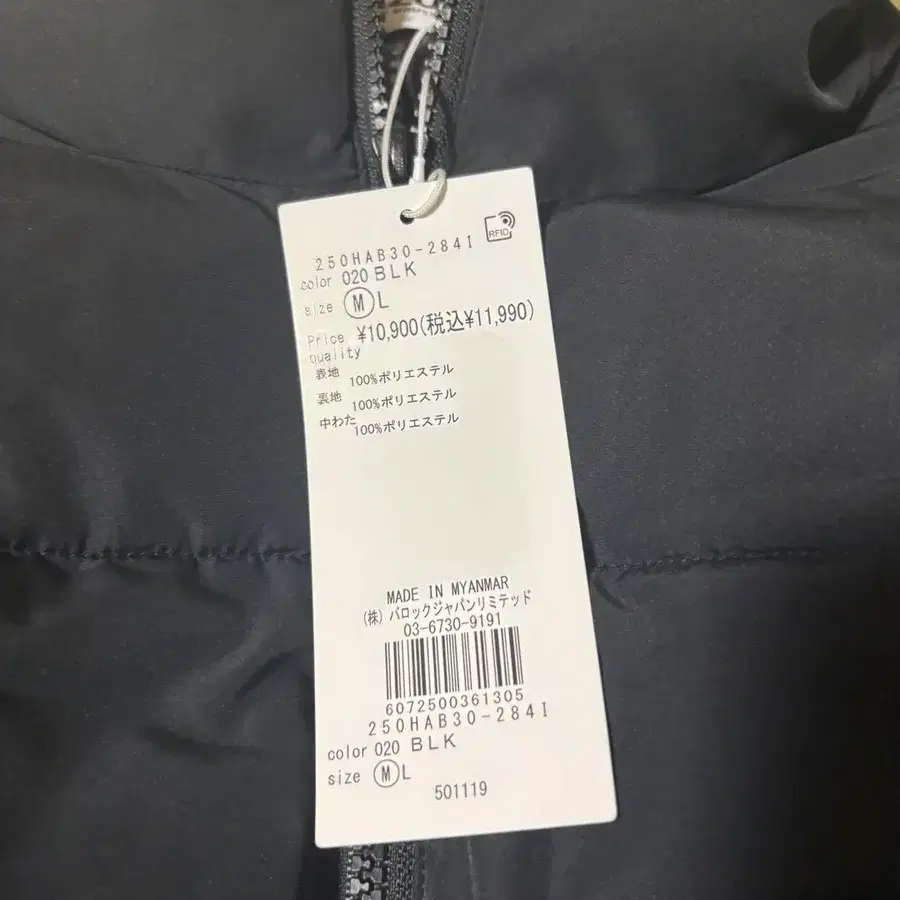 RFID
250HAB30-284I
color 020 BLK
size M L
Price ¥10,900(税込¥11,990)
quality
表地 100%ポリエステル
裏地 100%ポリエステル
中わた 100%ポリエステル
MADE IN MYANMAR
(株)バロックジャパンリミテッド
03-6730-9191
6072500361305
250HAB30-284I
color 020 BLK
size M L
501119